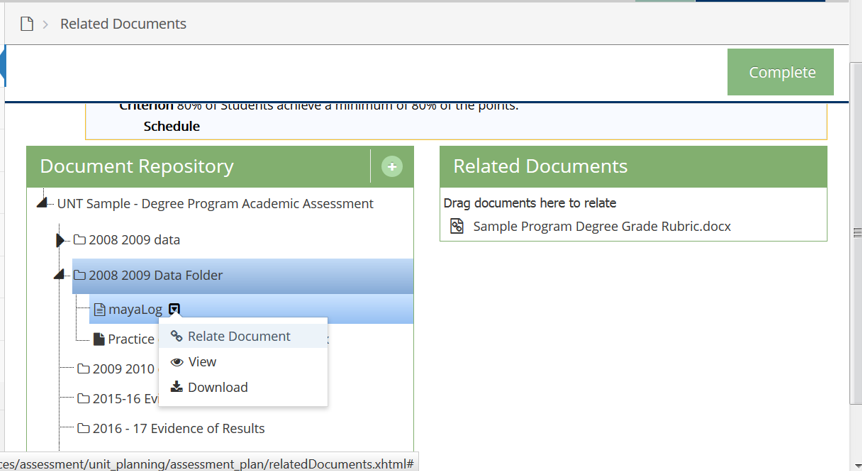 Related Documents
Complete
Criterion 80% of Students achieve a minimum of 80% of the points.
Schedule
Document Repository
Related Documents
UNT Sample - Degree Program Academic Assessment
Drag documents here to relate
Sample Program Degree Grade Rubric.docx
2008 2009 data
2008 2009 Data Folder
mayaLog
Relate Document
Practice
View
2009 2010
Download
2015-16 Evi
2016 - 17 Evidence of Results
ces/assessment/unit_planning/assessment_plan/relatedDocuments.xhtml#